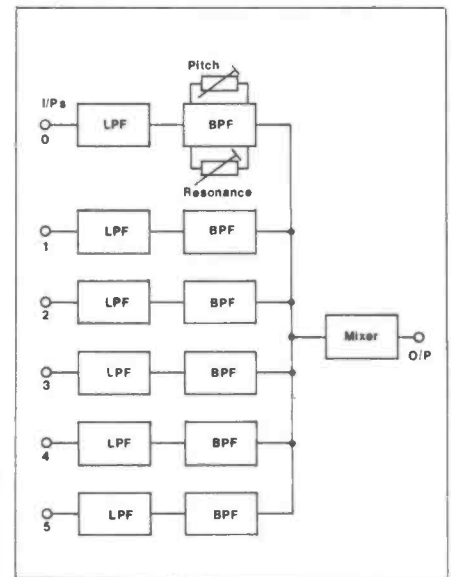 Pitch
I/Ps
LPF
BPF
0
Resonance
LPF
BPF
1
LPF
BPF
2
Mixer
O/P
LPF
BPF
3
LPF
BPF
4
LPF
BPF
5